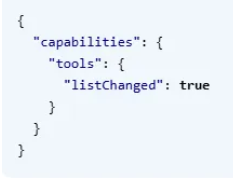 {
  "capabilities": {
    "tools": {
      "listChanged": true
    }
  }
}